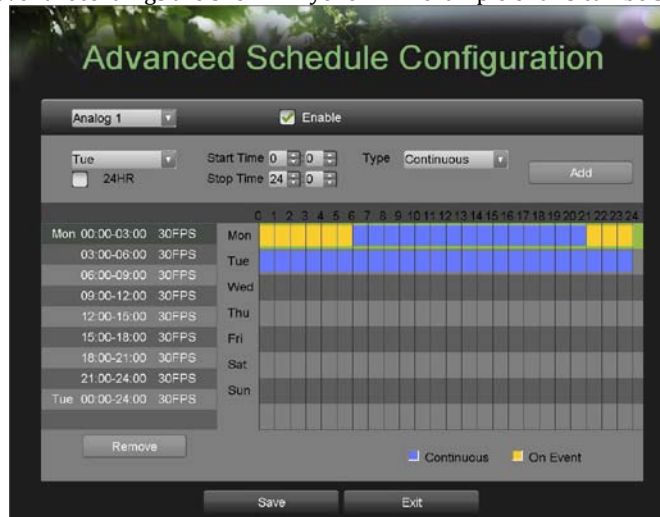 Advanced Schedule Configuration
Analog 1 Enable
Tue Start Time 0 : 0 Type Continuous Add
24HR Stop Time 24 : 0
0 1 2 3 4 5 6 7 8 9 10 11 12 13 14 15 16 17 18 19 20 21 22 23 24
Mon 00:00-03:00 30FPS Mon
03:00-06:00 30FPS Tue
06:00-09:00 30FPS Wed
09:00-12:00 30FPS
12:00-15:00 30FPS Thu
15:00-18:00 30FPS Fri
18:00-21:00 30FPS Sat
21:00-24:00 30FPS Sun
Tue 00:00-24:00 30FPS
Remove Continuous On Event
Save Exit